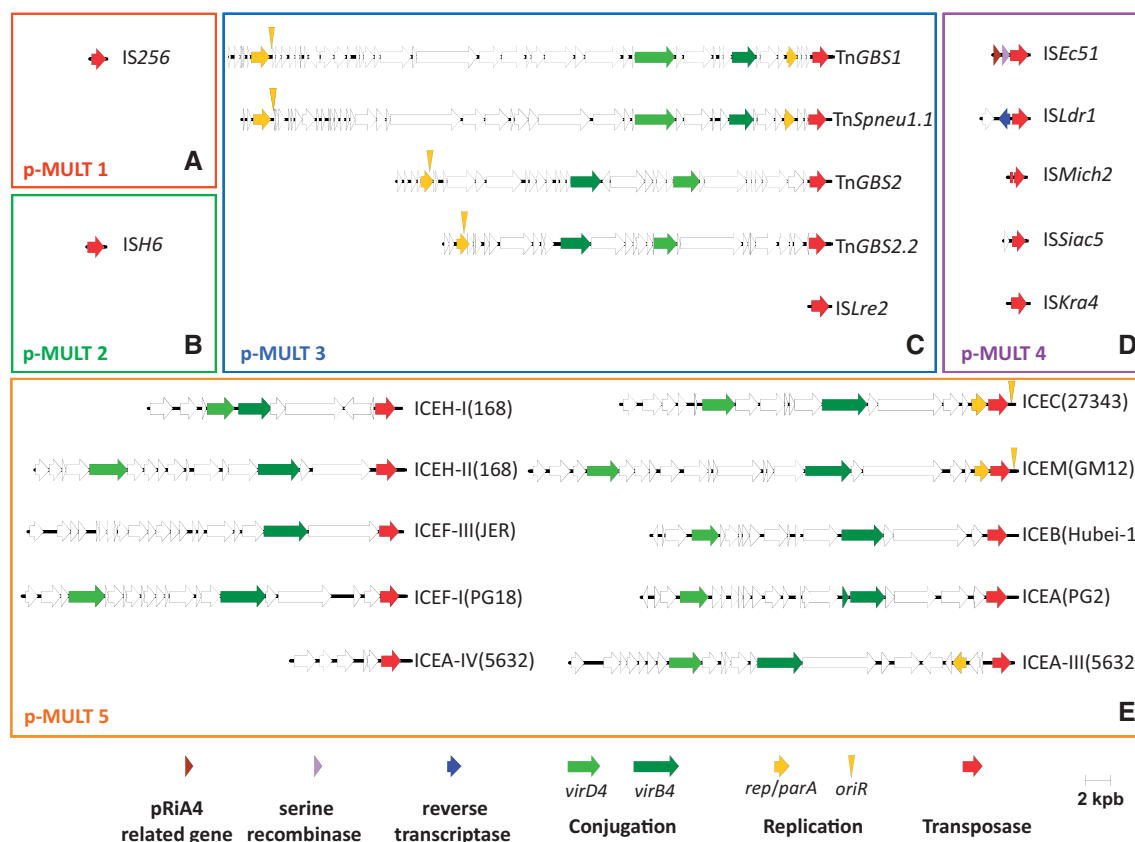 IS256
A
p-MULT 1
ISH6
B
p-MULT 2
TnGBS1
TnSpneu1.1
TnGBS2
TnGBS2.2
ISLre2
p-MULT 3
C
ISEc51
ISLdr1
ISMich2
ISSiac5
ISKra4
p-MULT 4
D
ICEH-I(168)
ICEH-II(168)
ICEF-III(JER)
ICEF-I(PG18)
ICEA-IV(5632)
ICEC(27343)
ICEM(GM12)
ICEB(Hubei-1
ICEA(PG2)
ICEA-III(5632
p-MULT 5
E
pRiA4
related gene
serine
recombinase
reverse
transcriptase
virD4
virB4
Conjugation
rep/parA
oriR
Replication
Transposase
2 kpb